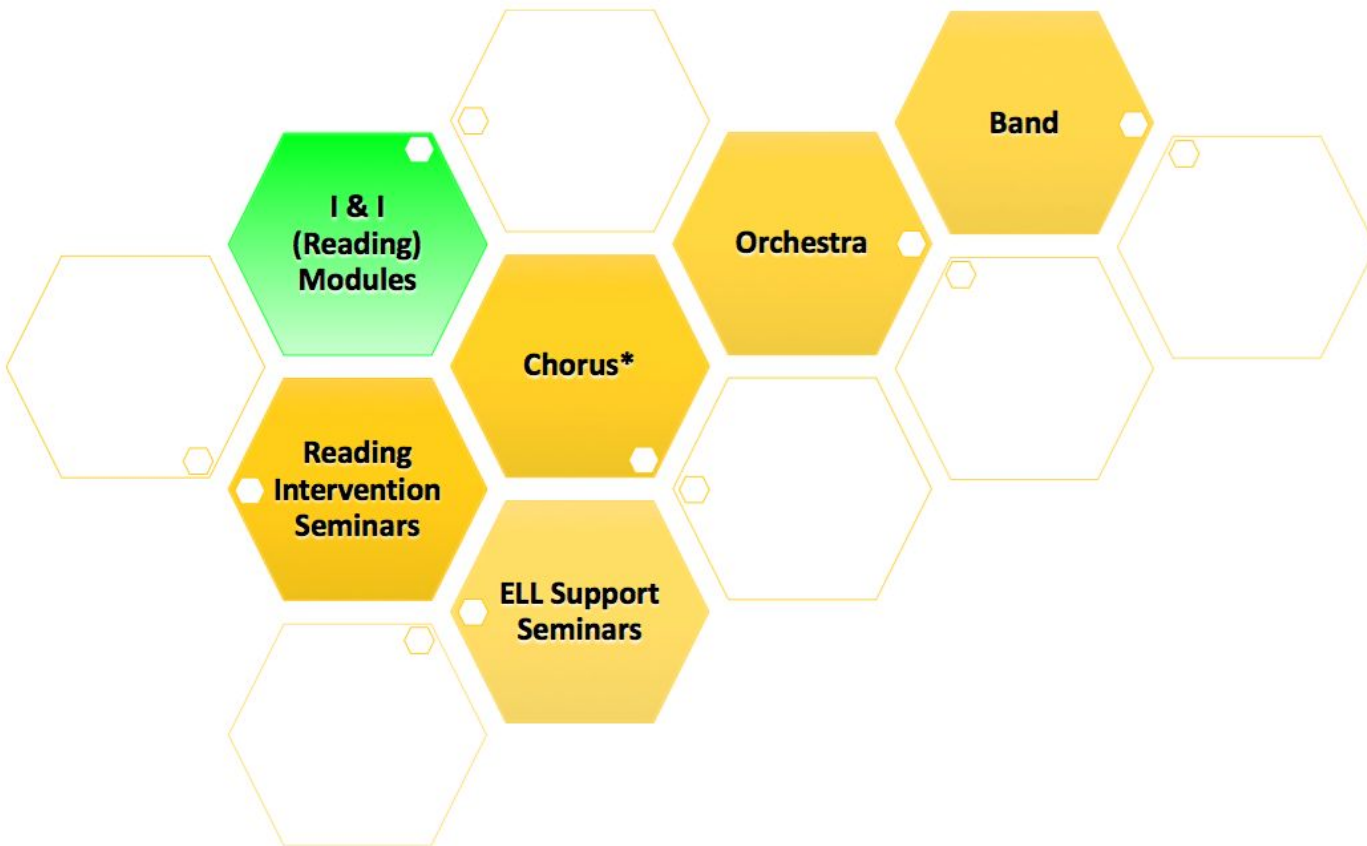 Band
I & I
(Reading)
Modules
Orchestra
Chorus*
Reading
Intervention
Seminars
ELL Support
Seminars